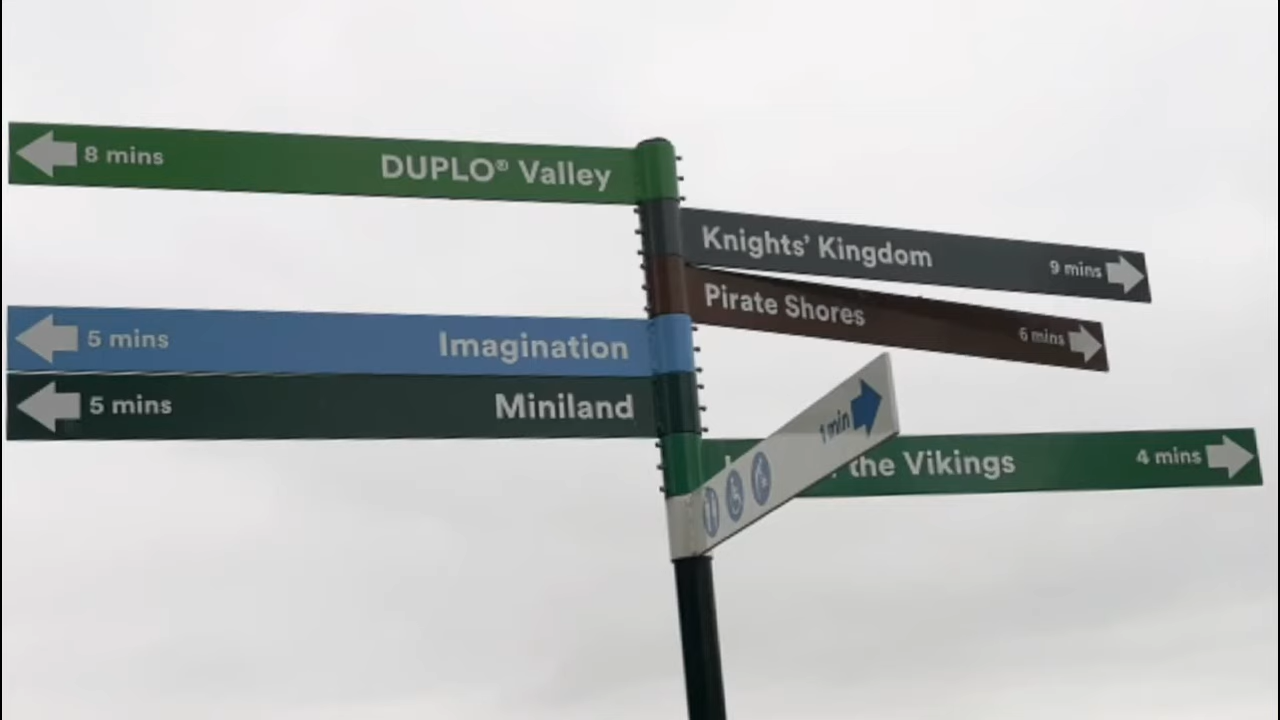 8 mins DUPLO® Valley
Knights' Kingdom 9 mins
Pirate Shores 6 mins
5 mins Imagination
5 mins Miniland
1 min
the Vikings 4 mins